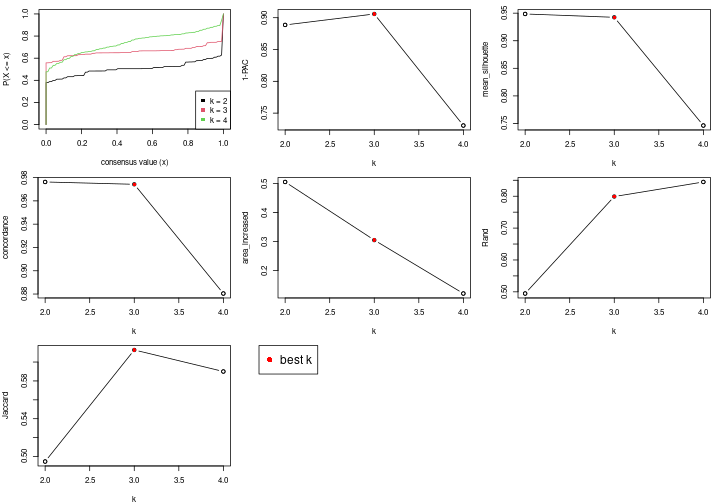 P(X <= x)
1.0
0.8
0.6
0.4
0.2
0.0
0.0 0.2 0.4 0.6 0.8 1.0
consensus value (x)
k = 2
k = 3
k = 4
1-PAC
0.90
0.85
0.80
0.75
2.0 2.5 3.0 3.5 4.0
k
mean_silhouette
0.95
0.90
0.85
0.80
0.75
2.0 2.5 3.0 3.5 4.0
k
concordance
0.98
0.96
0.94
0.92
0.90
0.88
2.0 2.5 3.0 3.5 4.0
k
area_increased
0.5
0.4
0.3
0.2
2.0 2.5 3.0 3.5 4.0
k
Rand
0.80
0.70
0.60
0.50
2.0 2.5 3.0 3.5 4.0
k
Jaccard
0.58
0.54
0.50
2.0 2.5 3.0 3.5 4.0
k
best k